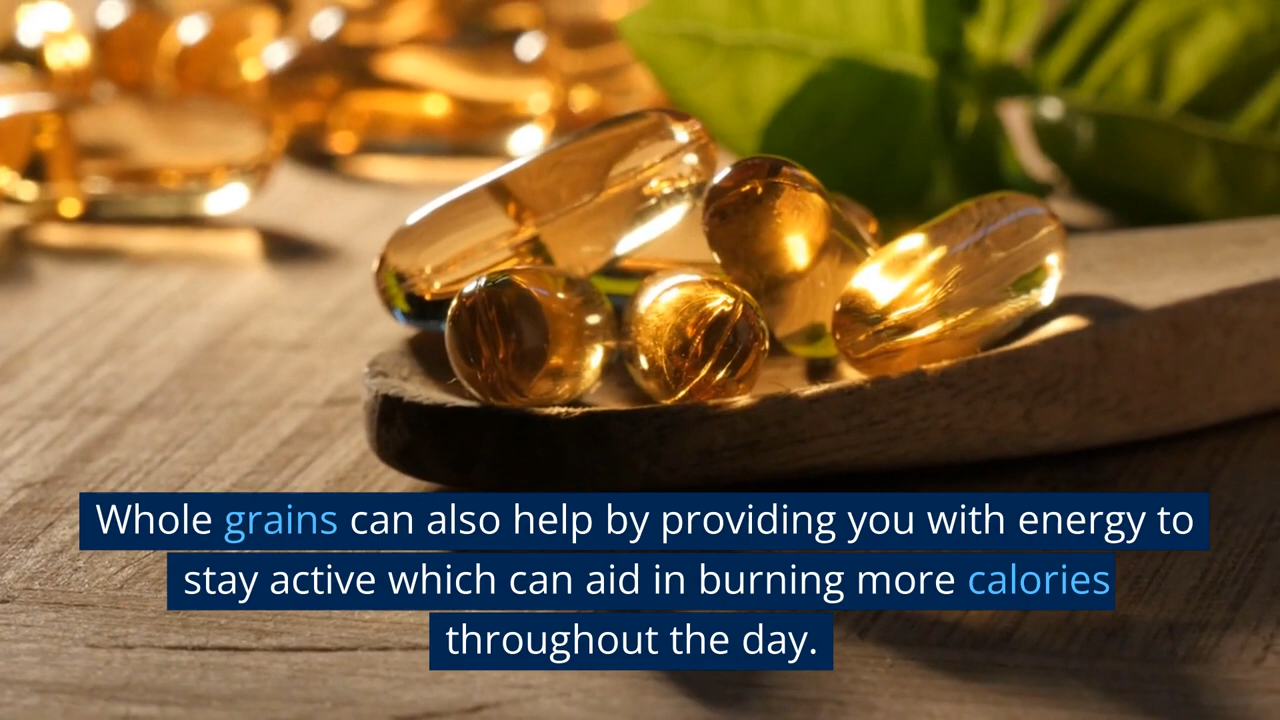 Whole grains can also help by providing you with energy to
stay active which can aid in burning more calories
throughout the day.